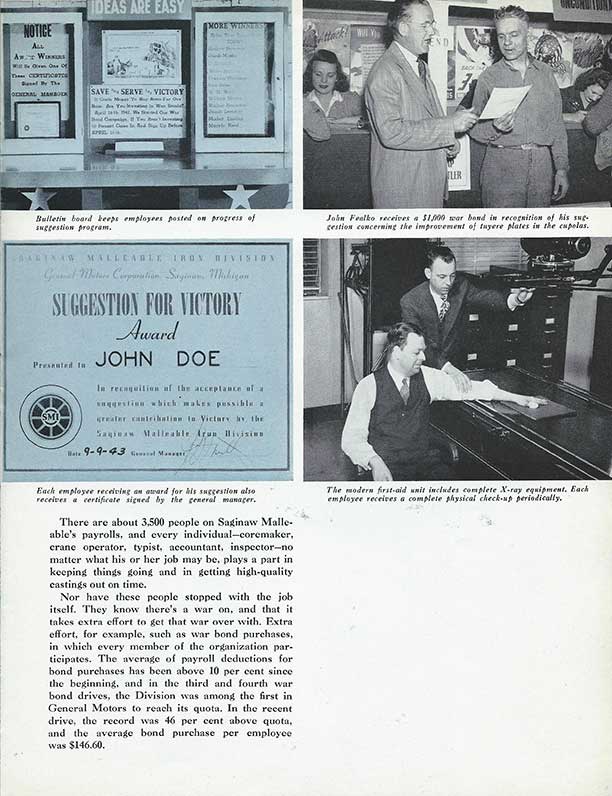 IDEAS ARE EASY
NOTICE
ALL
WINNERS
Will Be Given One Of
These CERTIFICATES
Signed By The
GENERAL MANAGER
SAVE AND SERVE FOR VICTORY
WINNERS
Attack!
UNCONDITIONAL
Bulletin board keeps employees posted on progress of
suggestion program.
John Fealko receives a $1,000 war bond in recognition of his sug-
gestion concerning the improvement of tuyere plates in the cupolas.
SAGINAW MALLEABLE IRON DIVISION
General Motors Corporation, Saginaw, Michigan
SUGGESTION FOR VICTORY
Award
Presented to JOHN DOE
In recognition of the acceptance of a
suggestion which makes possible a
greater contribution to Victory by the
Saginaw Malleable Iron Division
SMI
Date 9-9-43 General Manager
Each employee receiving an award for his suggestion also
receives a certificate signed by the general manager.
The modern first-aid unit includes complete X-ray equipment. Each
employee receives a complete physical check-up periodically.
There are about 3,500 people on Saginaw Malle-
able's payrolls, and every individual—coremaker,
crane operator, typist, accountant, inspector—no
matter what his or her job may be, plays a part in
keeping things going and in getting high-quality
castings out on time.
Nor have these people stopped with the job
itself. They know there's a war on, and that it
takes extra effort to get that war over with. Extra
effort, for example, such as war bond purchases,
in which every member of the organization par-
ticipates. The average of payroll deductions for
bond purchases has been above 10 per cent since
the beginning, and in the third and fourth war
bond drives, the Division was among the first in
General Motors to reach its quota. In the recent
drive, the record was 46 per cent above quota,
and the average bond purchase per employee
was $146.60.